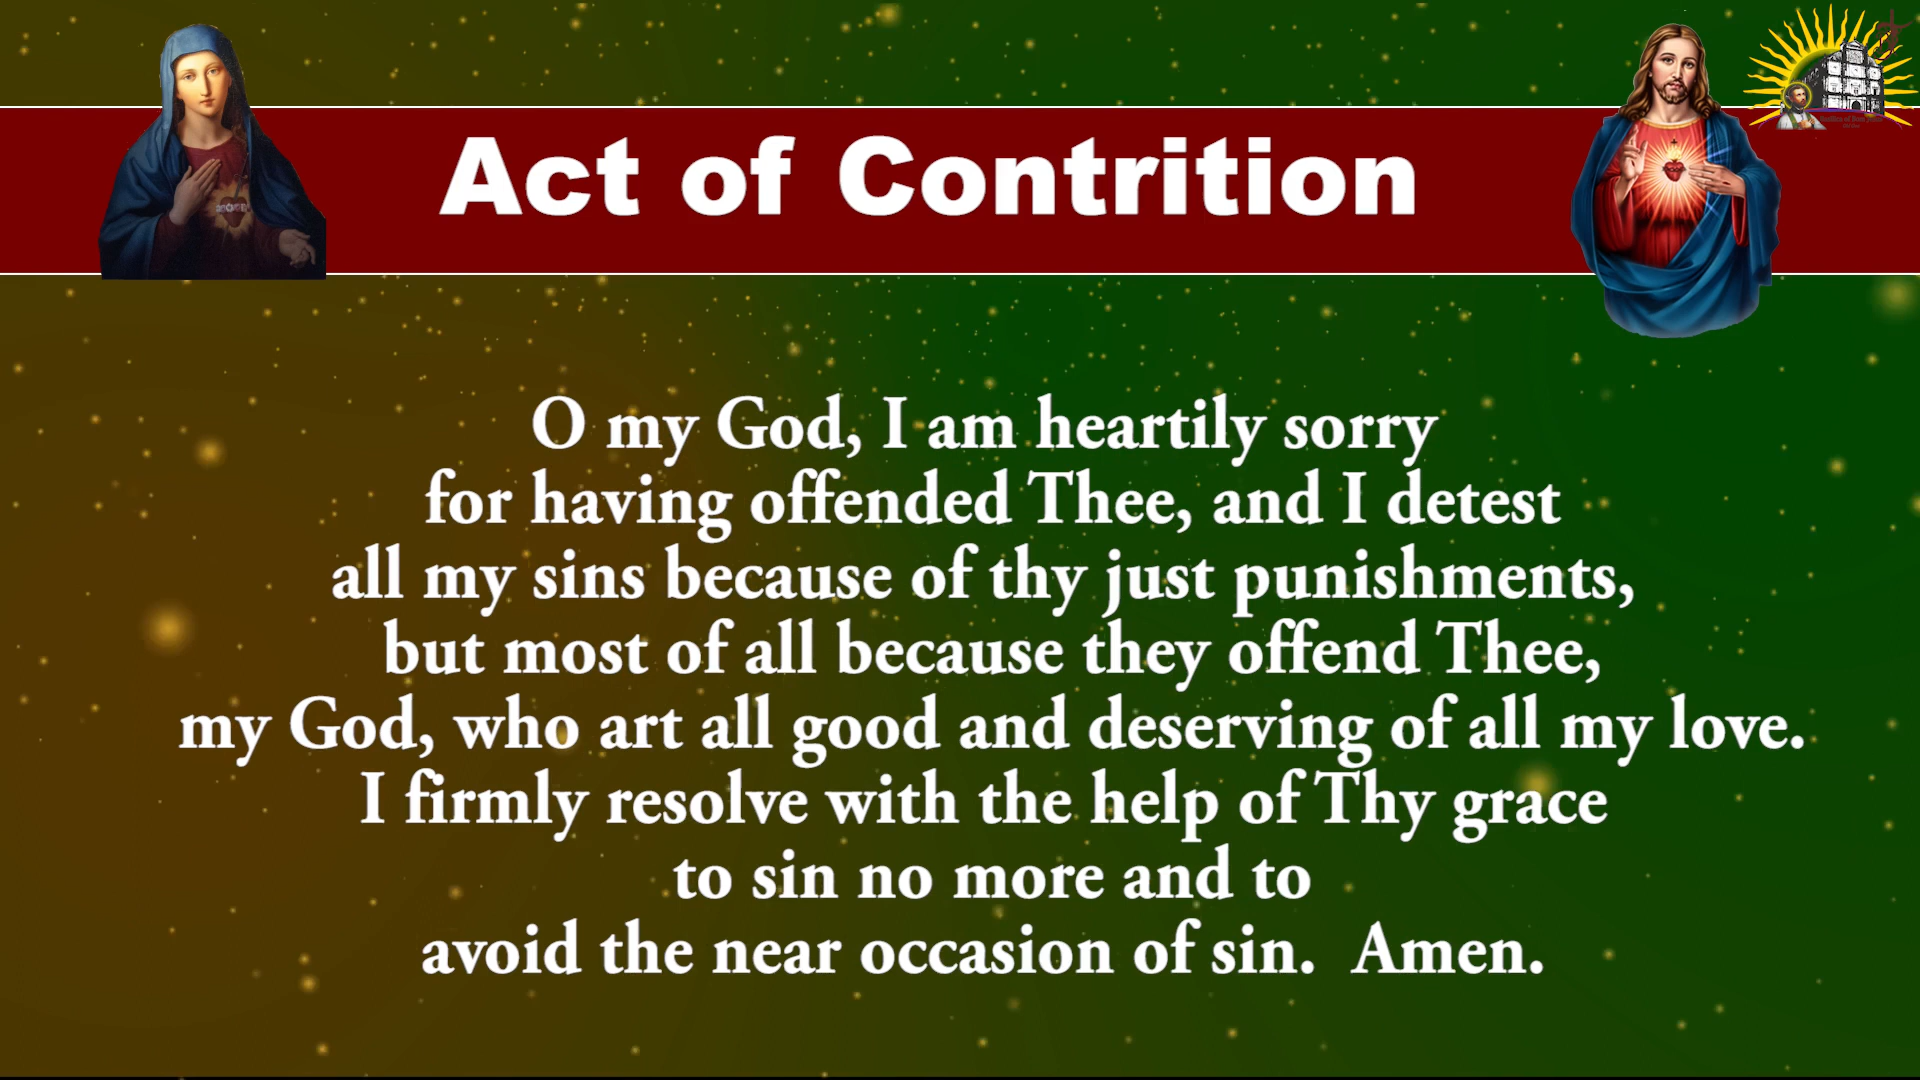 Act of Contrition
O my God, I am heartily sorry
for having offended Thee, and I detest
all my sins because of thy just punishments,
but most of all because they offend Thee,
my God, who art all good and deserving of all my love.
I firmly resolve with the help of Thy grace
to sin no more and to
avoid the near occasion of sin.  Amen.